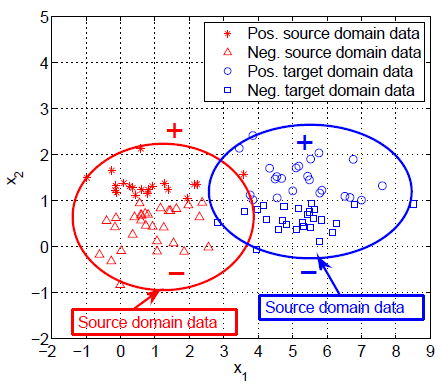 5
4
3
2
1
0
−1
−2
x2
Pos. source domain data
Neg. source domain data
Pos. target domain data
Neg. target domain data
+
+
−
−
Source domain data
Source domain data
−2 −1 0 1 2 3 4 5 6 7 8 9
x1